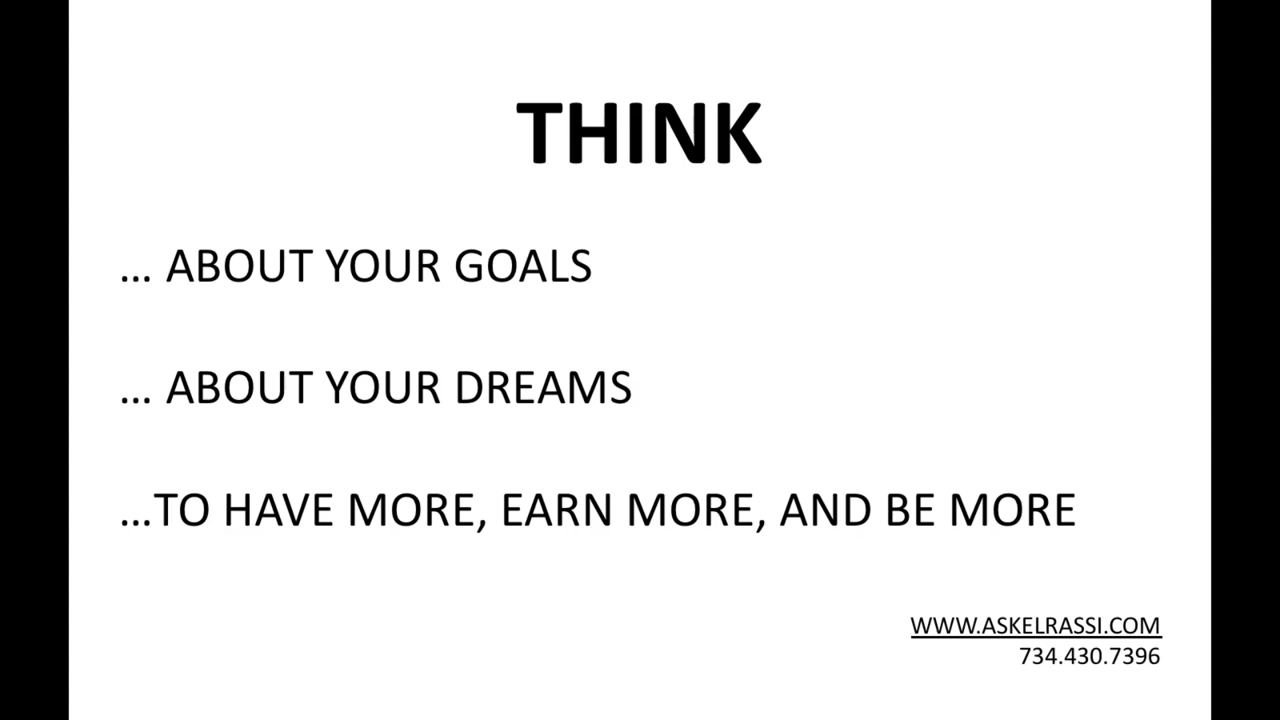 THINK
... ABOUT YOUR GOALS
... ABOUT YOUR DREAMS
...TO HAVE MORE, EARN MORE, AND BE MORE
WWW.ASKELRASSI.COM
734.430.7396